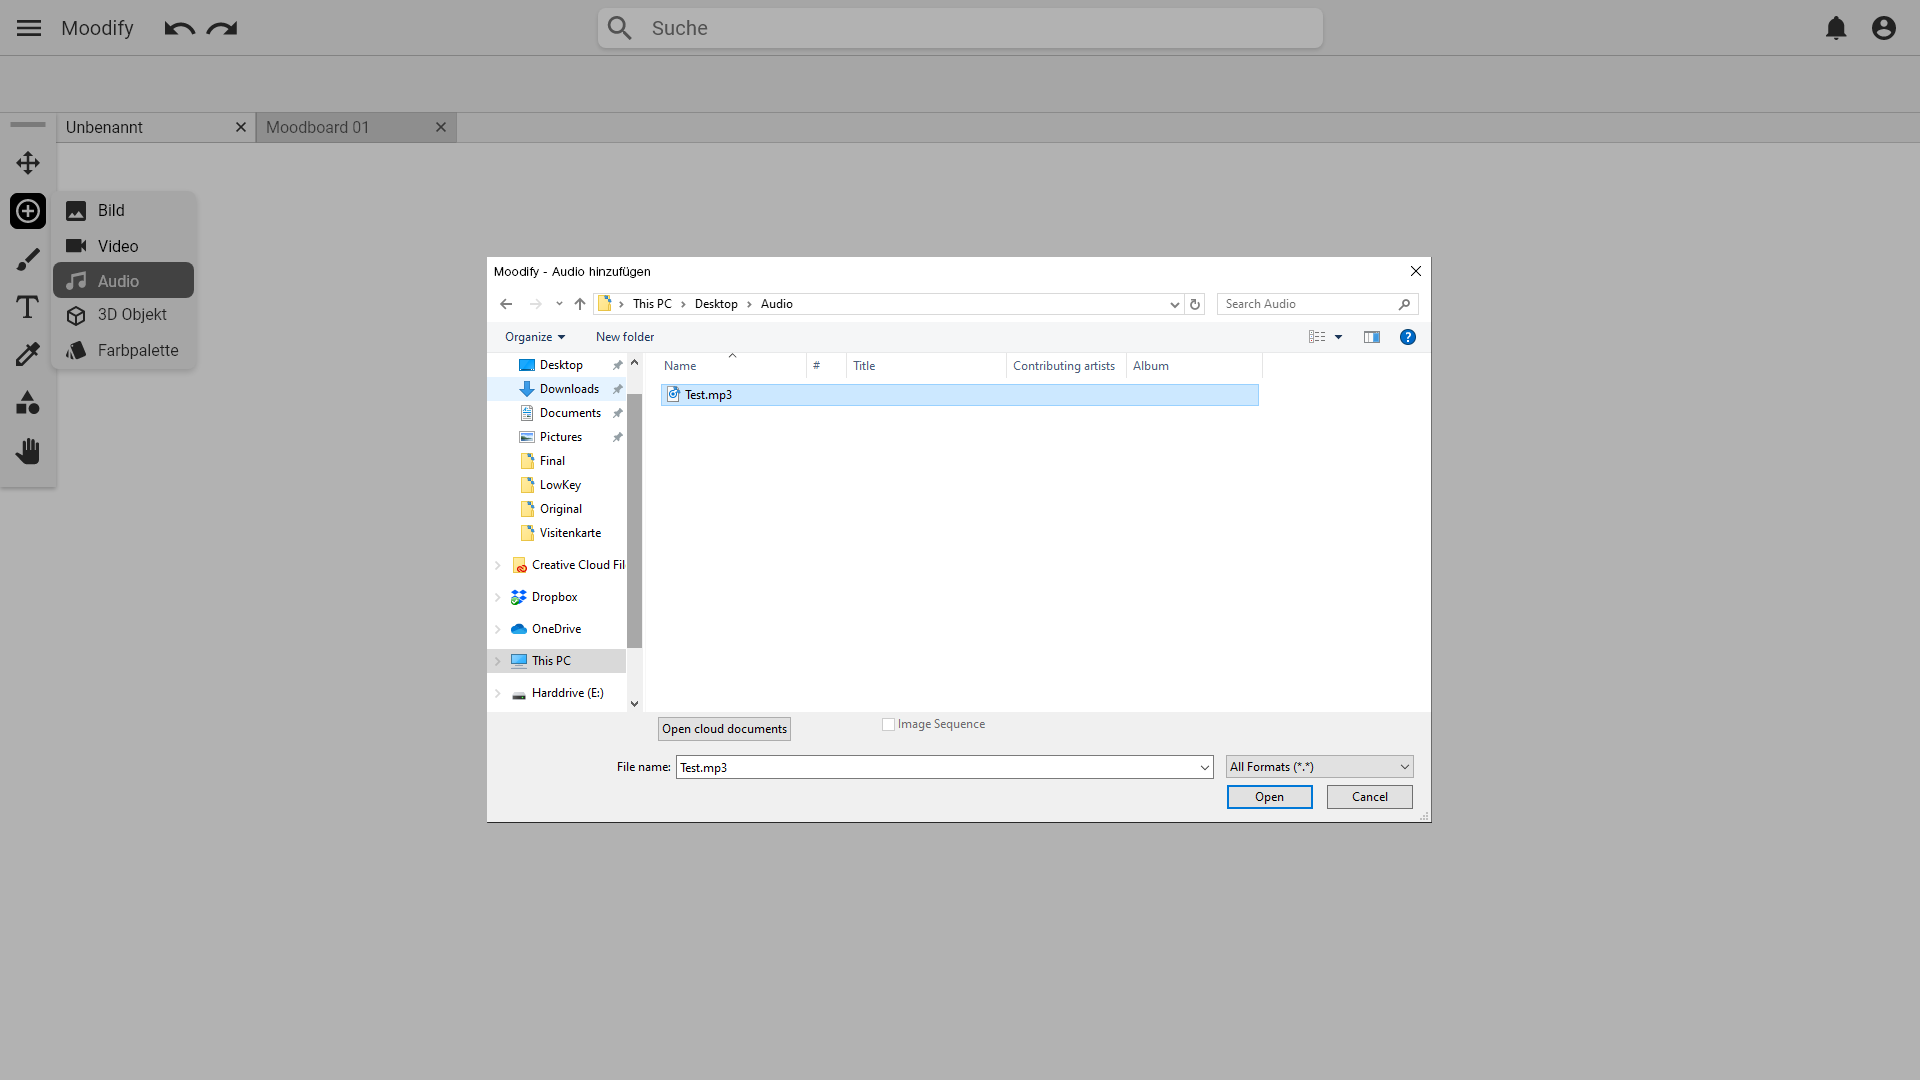 Moodify
Suche
Unbenannt
Moodboard 01
Bild
Video
Audio
3D Objekt
Farbpalette
Moodify - Audio hinzufügen
This PC
Desktop
Audio
Search Audio
Organize
New folder
Desktop
Downloads
Documents
Pictures
Final
LowKey
Original
Visitenkarte
Creative Cloud Fil
Dropbox
OneDrive
This PC
Harddrive (E:)
Name
#
Title
Contributing artists
Album
Test.mp3
Open cloud documents
Image Sequence
File name:
Test.mp3
All Formats (*.*)
Open
Cancel